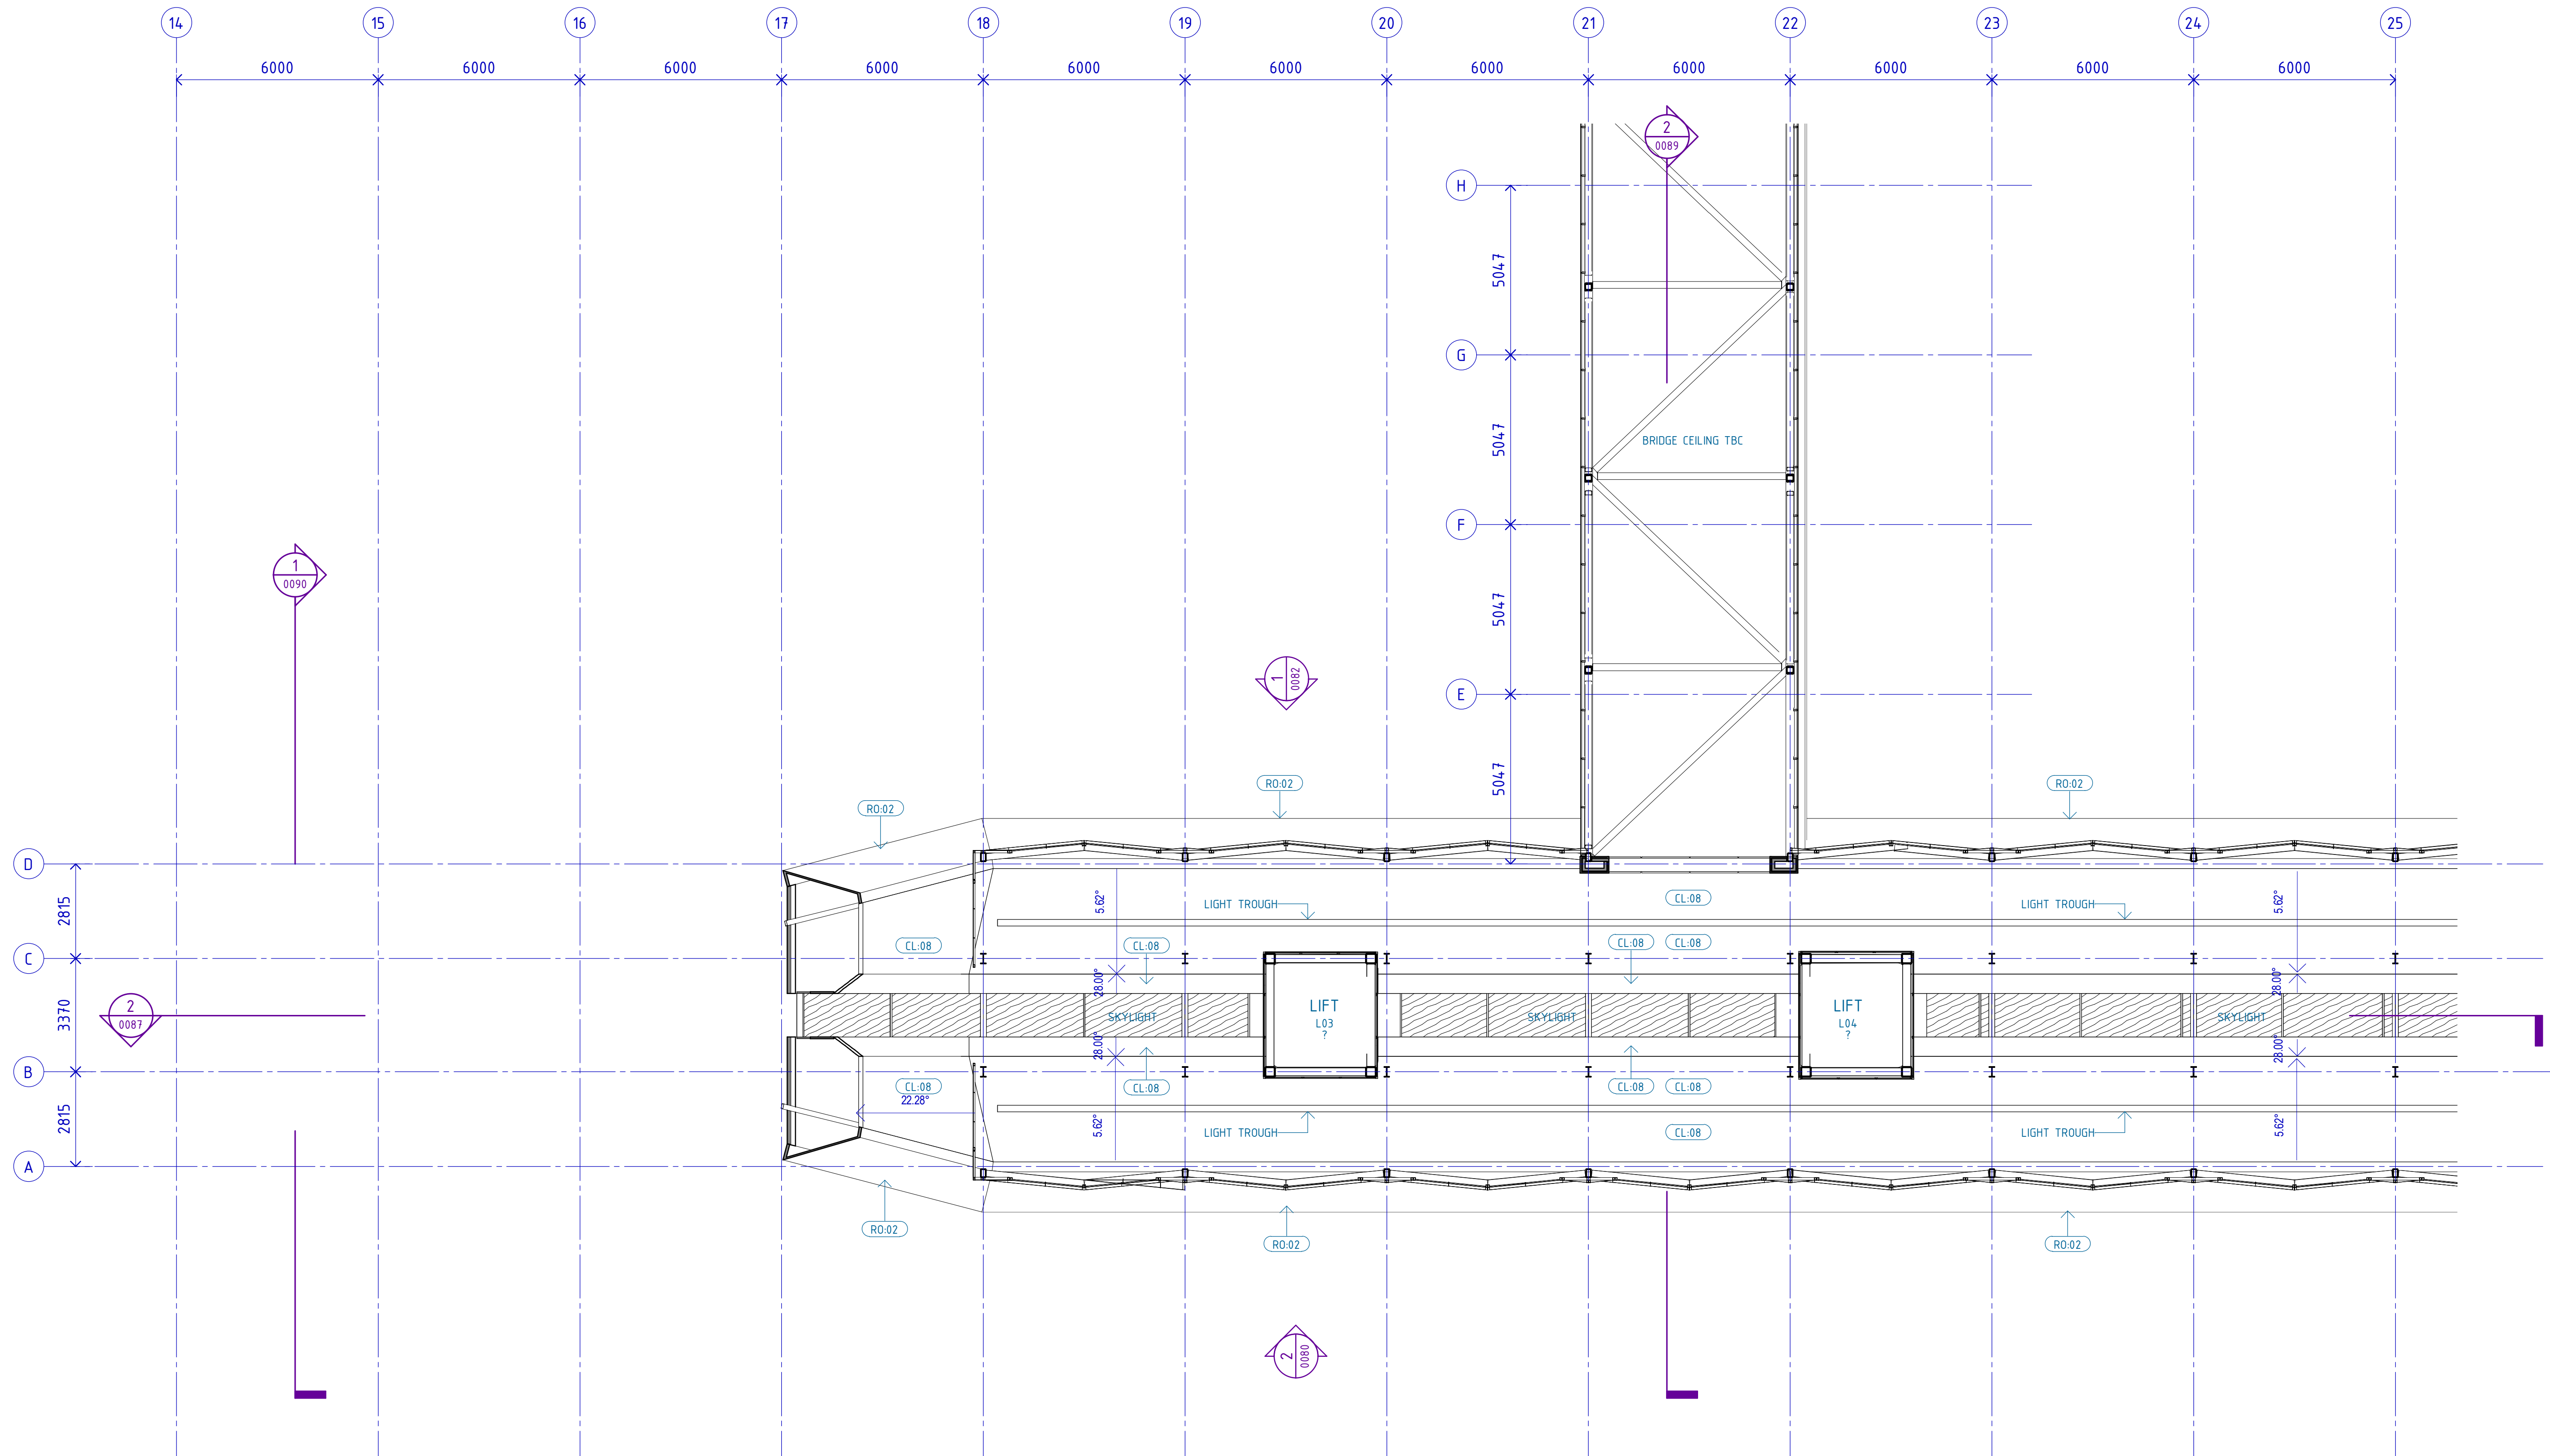 14 15 16 17 18 19 20 21 22 23 24 25
6000 6000 6000 6000 6000 6000 6000 6000 6000 6000 6000
2
0089
H
5047
G
5047
BRIDGE CEILING TBC
F
1
0090
5047
E
1
0082
5047
RO:02 RO:02 RO:02
D
2815
5.62° 5.62°
LIGHT TROUGH CL:08 LIGHT TROUGH
CL:08 CL:08 CL:08 CL:08
C
28.00° 28.00°
3370
2
0087
SKYLIGHT SKYLIGHT SKYLIGHT
LIFT
L03
?
LIFT
L04
?
28.00° 28.00°
B
CL:08 CL:08 CL:08 CL:08
22.28°
2815
5.62° 5.62°
LIGHT TROUGH CL:08 LIGHT TROUGH
A
RO:02 RO:02 RO:02
2
0080